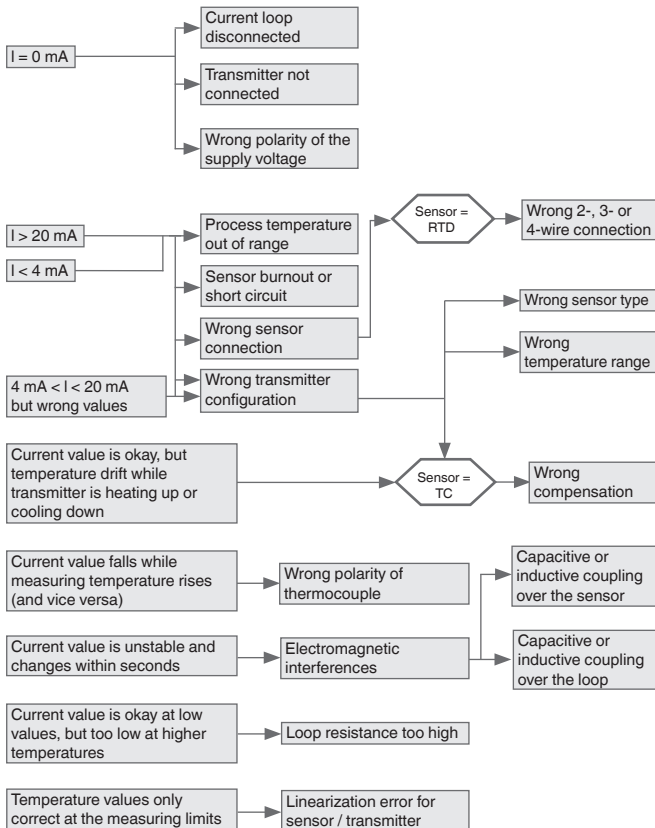 I = 0 mA
Current loop
disconnected
Transmitter not
connected
Wrong polarity of the
supply voltage
I > 20 mA
I < 4 mA
Process temperature
out of range
Sensor =
RTD
Wrong 2-, 3- or
4-wire connection
Sensor burnout or
short circuit
Wrong sensor
connection
Wrong sensor type
Wrong
temperature range
4 mA < I < 20 mA
but wrong values
Wrong transmitter
configuration
Current value is okay, but
temperature drift while
transmitter is heating up or
cooling down
Sensor =
TC
Wrong
compensation
Current value falls while
measuring temperature rises
(and vice versa)
Wrong polarity of
thermocouple
Capacitive or
inductive coupling
over the sensor
Current value is unstable and
changes within seconds
Electromagnetic
interferences
Capacitive or
inductive coupling
over the loop
Current value is okay at low
values, but too low at higher
temperatures
Loop resistance too high
Temperature values only
correct at the measuring limits
Linearization error for
sensor / transmitter